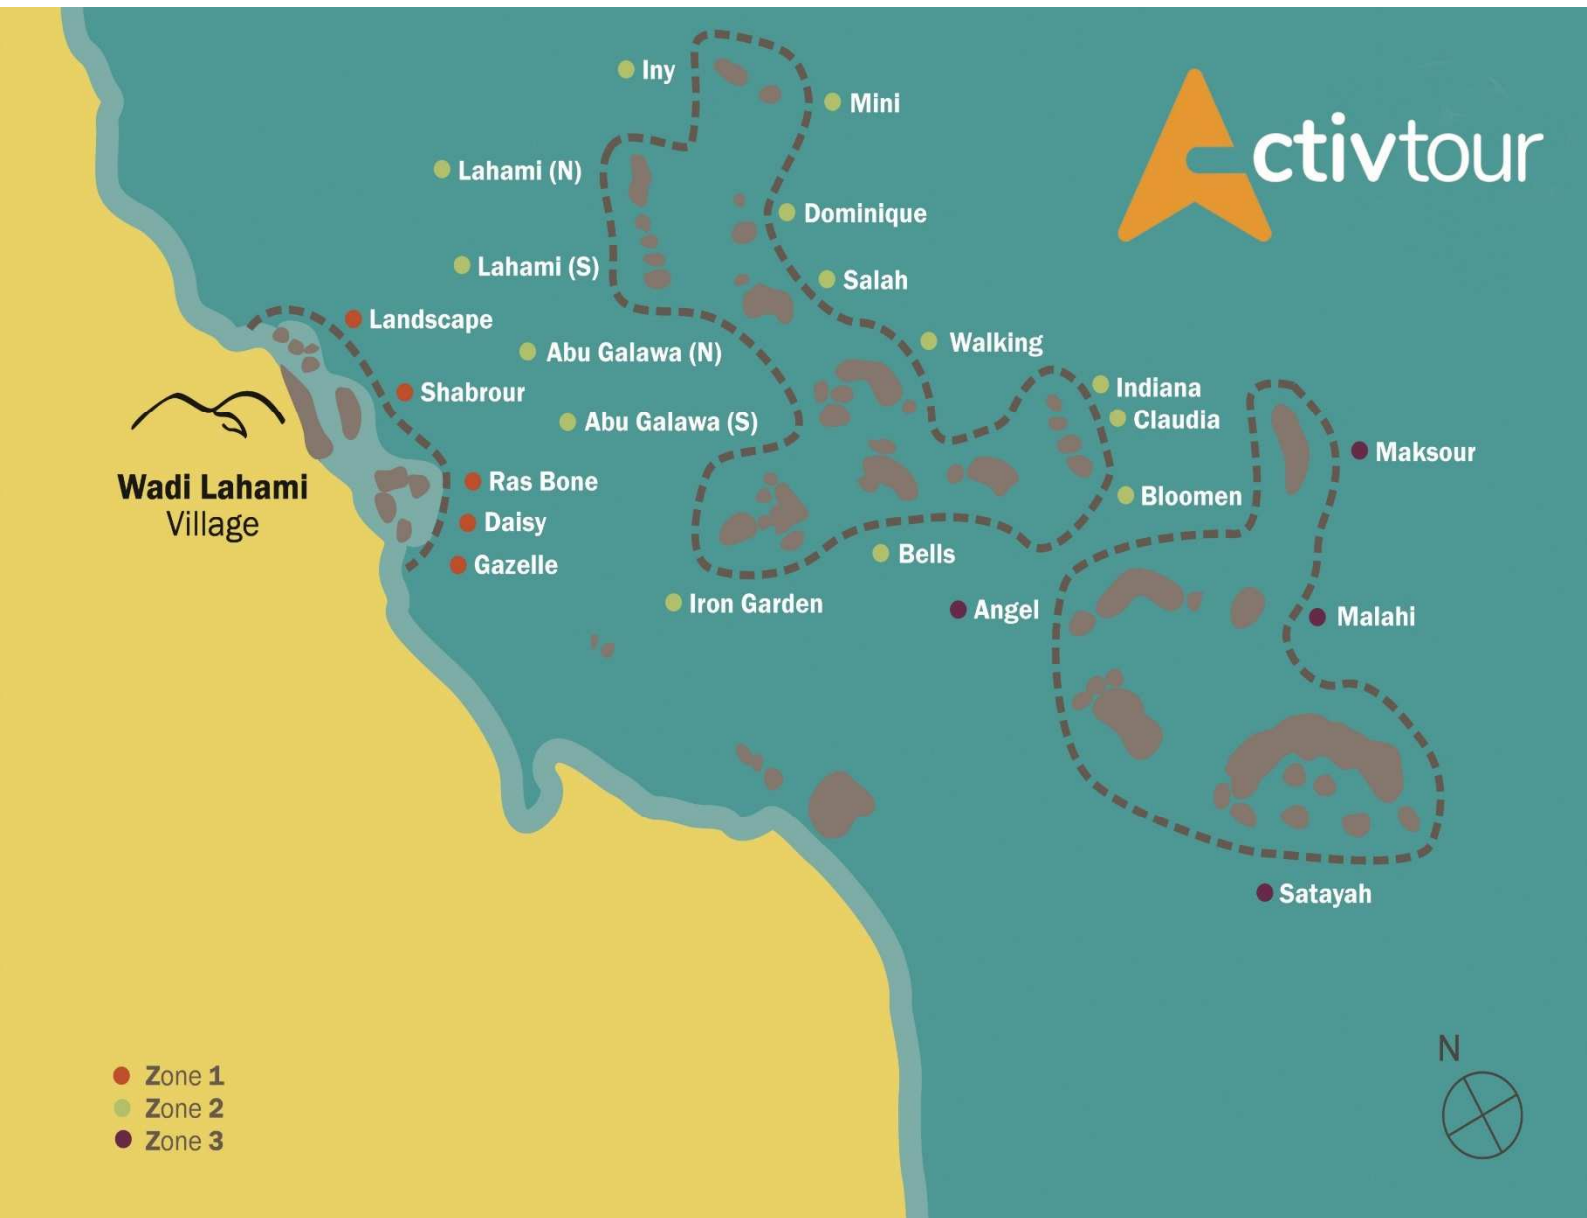 Iny
Mini
Activtour
Lahami (N)
Dominique
Lahami (S)
Salah
Landscape
Walking
Abu Galawa (N)
Indiana
Shabrour
Claudia
Abu Galawa (S)
Maksour
Wadi Lahami
Village
Ras Bone
Bloomen
Daisy
Bells
Gazelle
Iron Garden
Angel
Malahi
Satayah
N
Zone 1
Zone 2
Zone 3